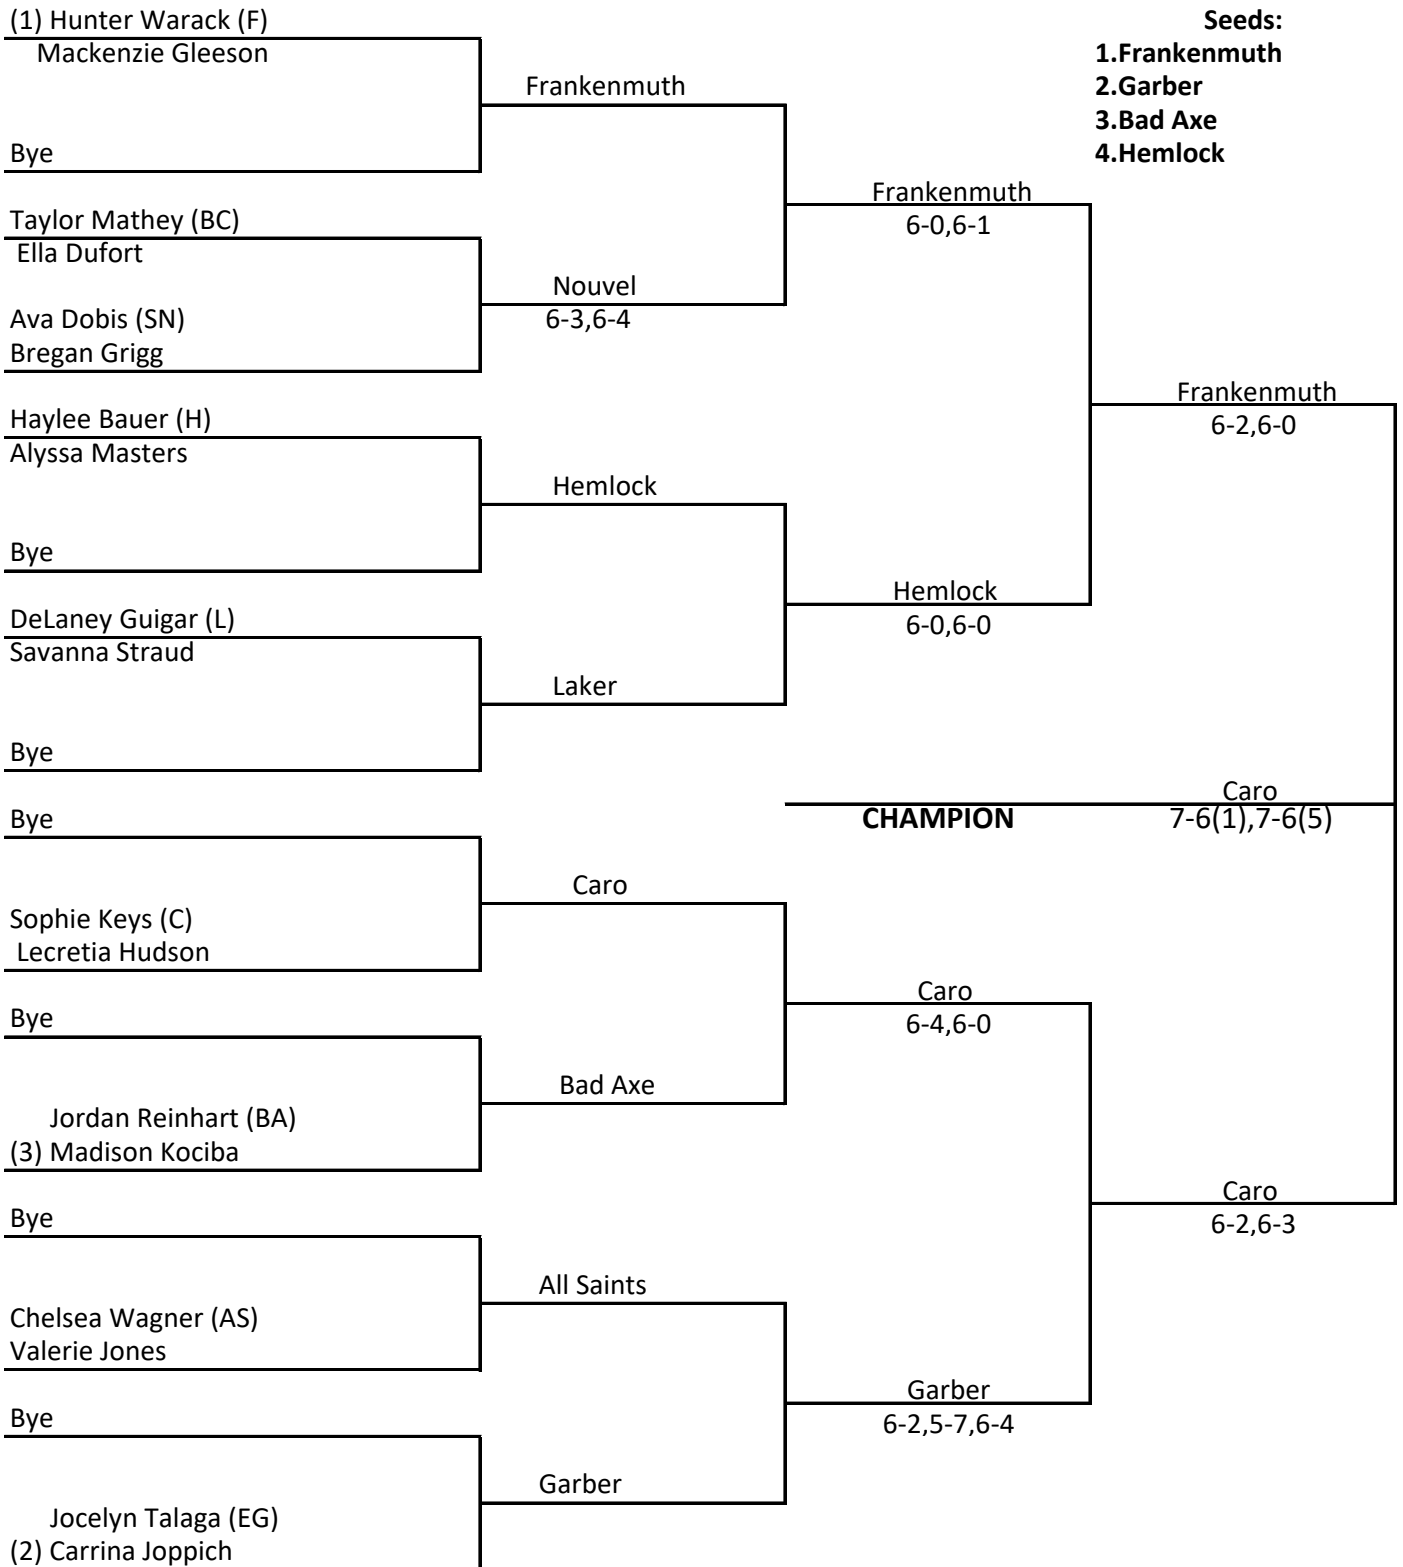 (1) Hunter Warack (F)
Mackenzie Gleeson
Bye
Taylor Mathey (BC)
Ella Dufort
Ava Dobis (SN)
Bregan Grigg
Haylee Bauer (H)
Alyssa Masters
Bye
DeLaney Guigar (L)
Savanna Straud
Bye
Bye
Sophie Keys (C)
Lecretia Hudson
Bye
Jordan Reinhart (BA)
(3) Madison Kociba
Bye
Chelsea Wagner (AS)
Valerie Jones
Bye
Jocelyn Talaga (EG)
(2) Carrina Joppich
Frankenmuth
Nouvel
6-3,6-4
Hemlock
Laker
Caro
Bad Axe
All Saints
Garber
Frankenmuth
6-0,6-1
Hemlock
6-0,6-0
Caro
6-4,6-0
Garber
6-2,5-7,6-4
Frankenmuth
6-2,6-0
Caro
6-2,6-3
Caro
CHAMPION 7-6(1),7-6(5)
Seeds:
1.Frankenmuth
2.Garber
3.Bad Axe
4.Hemlock